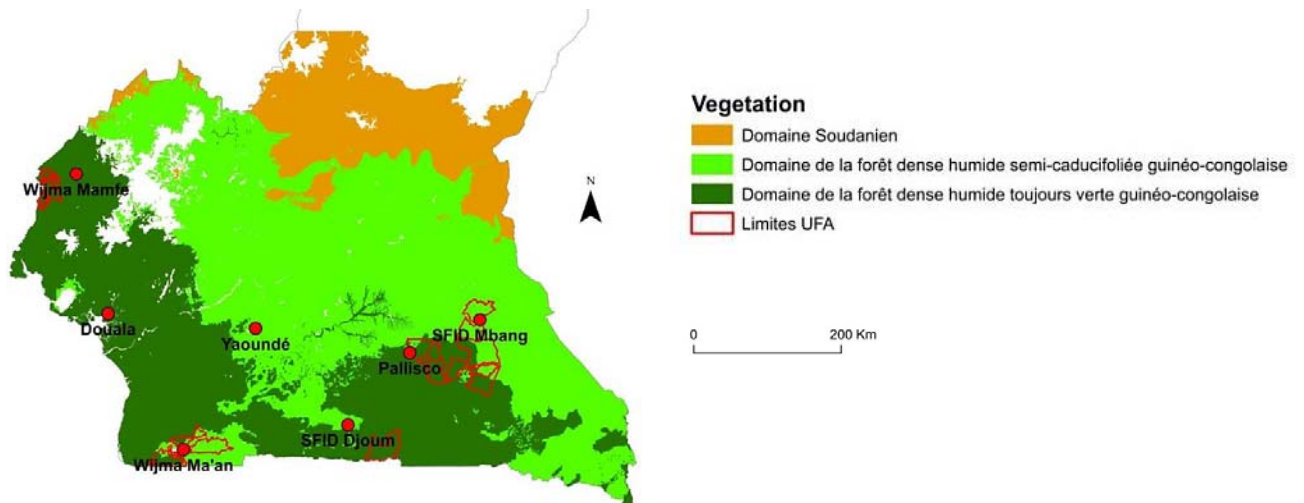 Wijma Mamfe
Douala
Yaoundé
SFID Mbang
Pallisco
SFID Djoum
Wijma Ma'an
N
Vegetation
Domaine Soudanien
Domaine de la forêt dense humide semi-caducifoliée guinéo-congolaise
Domaine de la forêt dense humide toujours verte guinéo-congolaise
Limites UFA
0 200 Km